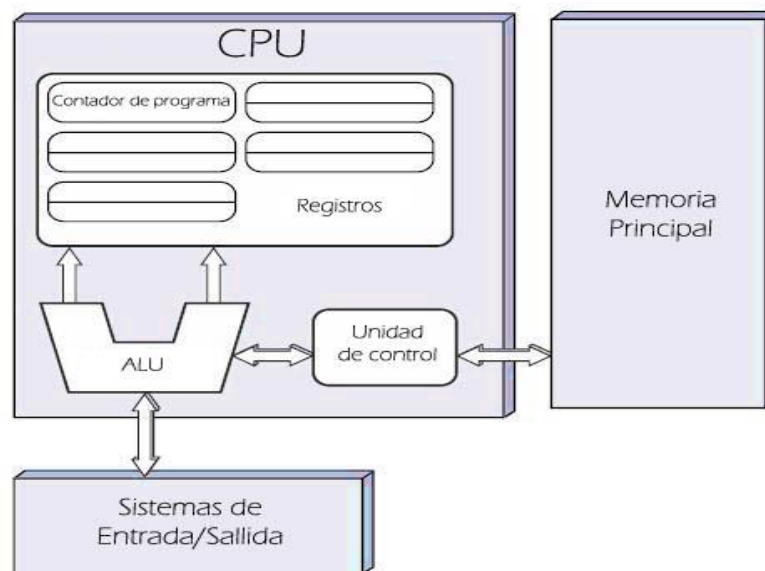 CPU
Contador de programa
Registros
ALU
Unidad
de control
Memoria
Principal
Sistemas de
Entrada/Sallida